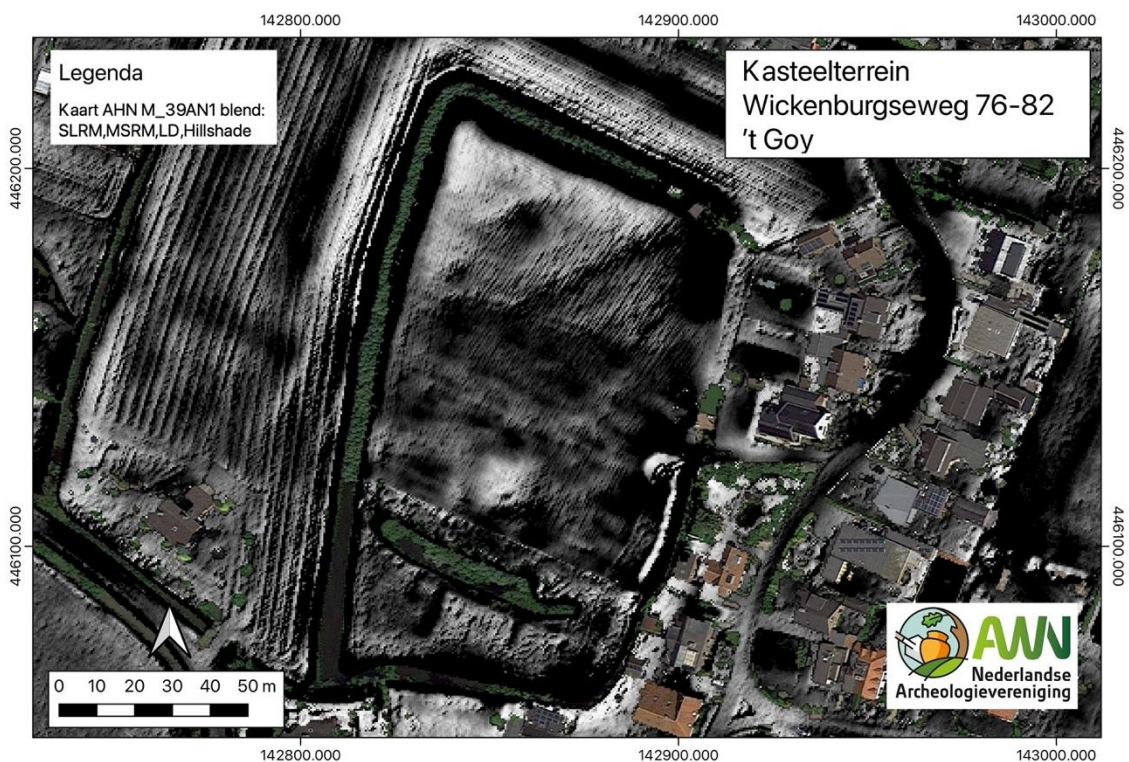 142800.000
142900.000
143000.000
Legenda
Kaart AHN M_39AN1 blend:
SLRM,MSRM,LD,Hillshade
Kasteelterrein
Wickenburgseweg 76-82
't Goy
446200.000
446200.000
446100.000
446100.000
0 10 20 30 40 50 m
AWN
Nederlandse
Archeologievereniging
142800.000
142900.000
143000.000